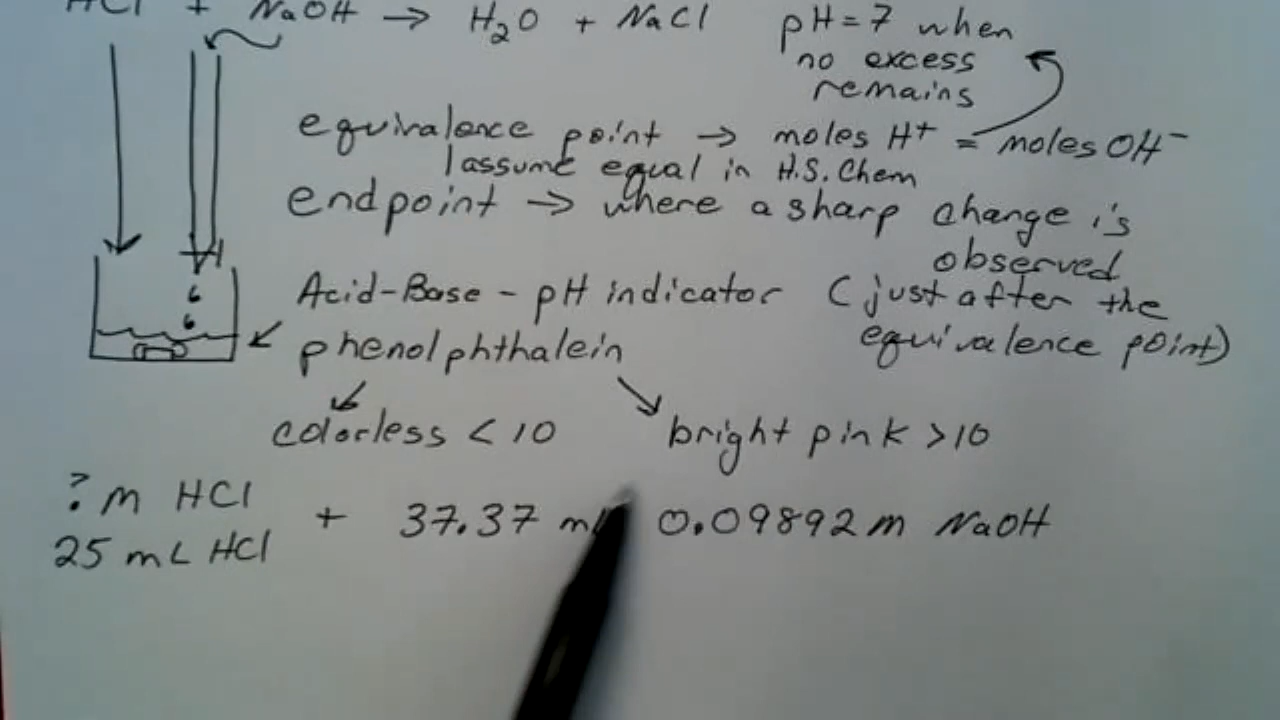 HCl + NaOH → H₂O + NaCl pH = 7 when
no excess
remains
equivalence point → moles H⁺ = moles OH⁻
assume equal in H.S. Chem
endpoint → where a sharp change is
observed
Acid-Base - pH indicator (just after the
phenolphthalein equivalence point)
colorless < 10 bright pink > 10
? M HCl + 37.37 mL 0.09892 M NaOH
25 mL HCl